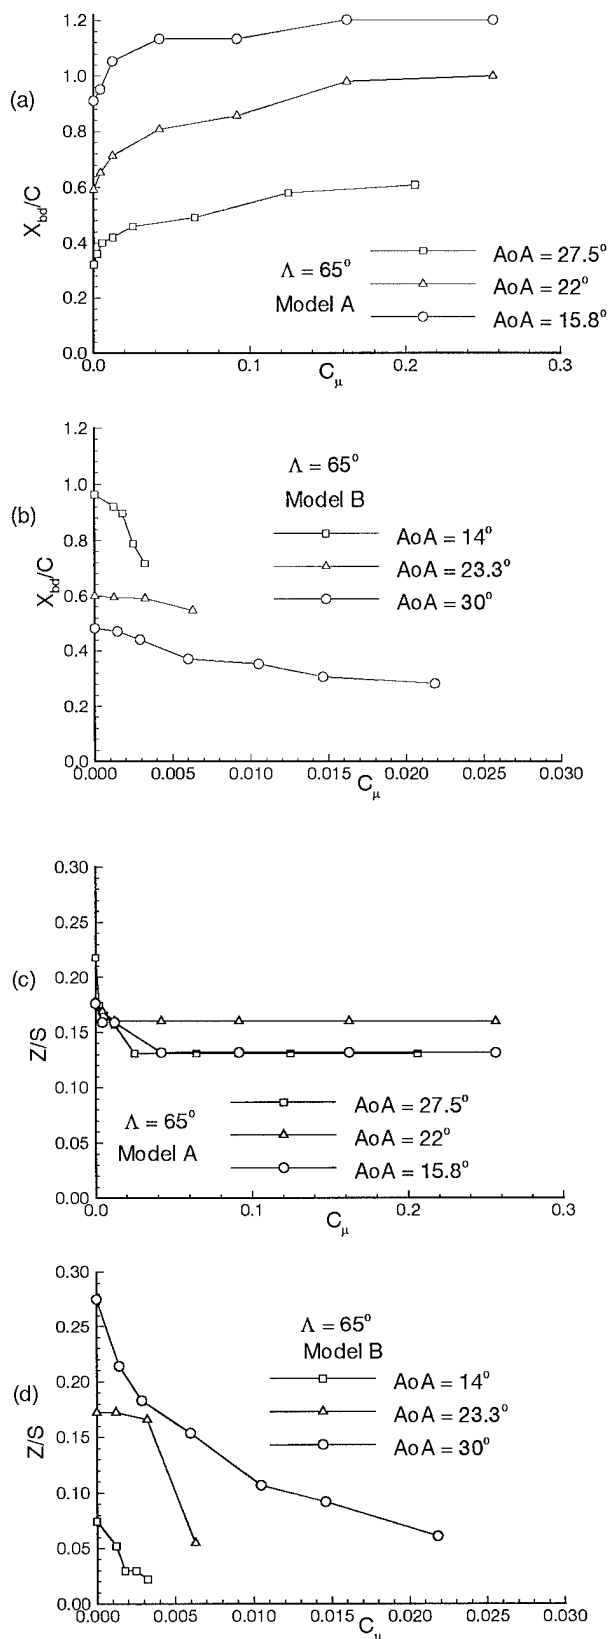 (a)
X_bd/C
1.2
1.0
0.8
0.6
0.4
0.2
0.0
0.0 0.1 0.2 0.3
C_μ
Λ = 65°
Model A
AoA = 27.5°
AoA = 22°
AoA = 15.8°
(b)
X_bd/C
1.2
1.0
0.8
0.6
0.4
0.2
0.0
0.000 0.005 0.010 0.015 0.020 0.025 0.030
C_μ
Λ = 65°
Model B
AoA = 14°
AoA = 23.3°
AoA = 30°
(c)
Z/S
0.30
0.25
0.20
0.15
0.10
0.05
0.00
0.0 0.1 0.2 0.3
C_μ
Λ = 65°
Model A
AoA = 27.5°
AoA = 22°
AoA = 15.8°
(d)
Z/S
0.30
0.25
0.20
0.15
0.10
0.05
0.00
0.000 0.005 0.010 0.015 0.020 0.025 0.030
C_μ
Λ = 65°
Model B
AoA = 14°
AoA = 23.3°
AoA = 30°